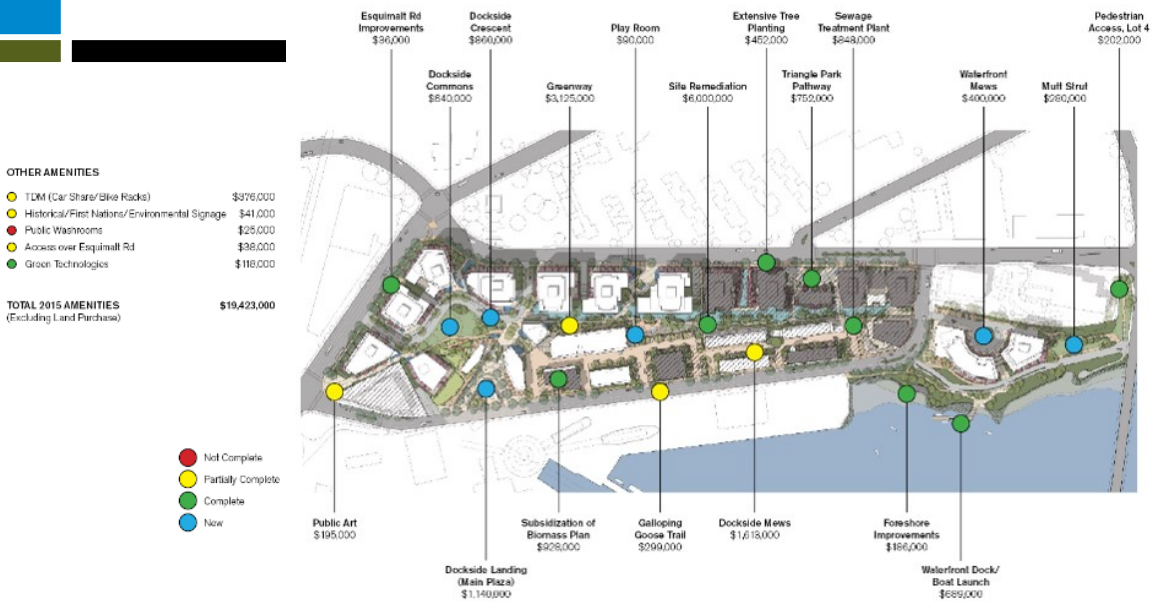 Esquimalt Rd
Improvements
$36,000
Dockside
Crescent
$860,000
Play Room
$90,000
Extensive Tree
Planting
$452,000
Sewage
Treatment Plant
$848,000
Pedestrian
Access, Lot 4
$202,000
Dockside
Commons
$640,000
Greenway
$3,125,000
Site Remediation
$6,000,000
Triangle Park
Pathway
$752,000
Waterfront
Mews
$400,000
Mutt Strut
$280,000
OTHER AMENITIES
TDM (Car Share/Bike Racks) $376,000
Historical/First Nations/Environmental Signage $41,000
Public Washrooms $25,000
Access over Esquimalt Rd $38,000
Green Technologies $118,000
TOTAL 2015 AMENITIES $19,423,000
(Excluding Land Purchase)
Not Complete
Partially Complete
Complete
New
Public Art
$195,000
Subsidization of
Biomass Plan
$928,000
Galloping
Goose Trail
$299,000
Dockside Mews
$1,613,000
Foreshore
Improvements
$186,000
Dockside Landing
(Main Plaza)
$1,140,000
Waterfront Dock/
Boat Launch
$689,000